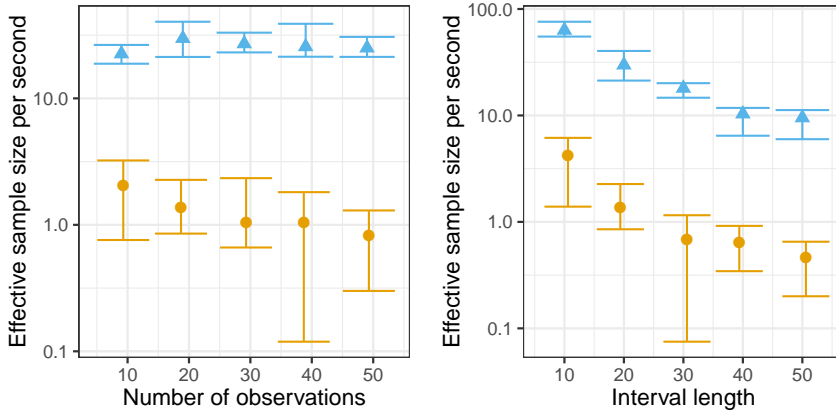 Effective sample size per second
10.0
1.0
0.1
10 20 30 40 50
Number of observations
Effective sample size per second
100.0
10.0
1.0
0.1
10 20 30 40 50
Interval length